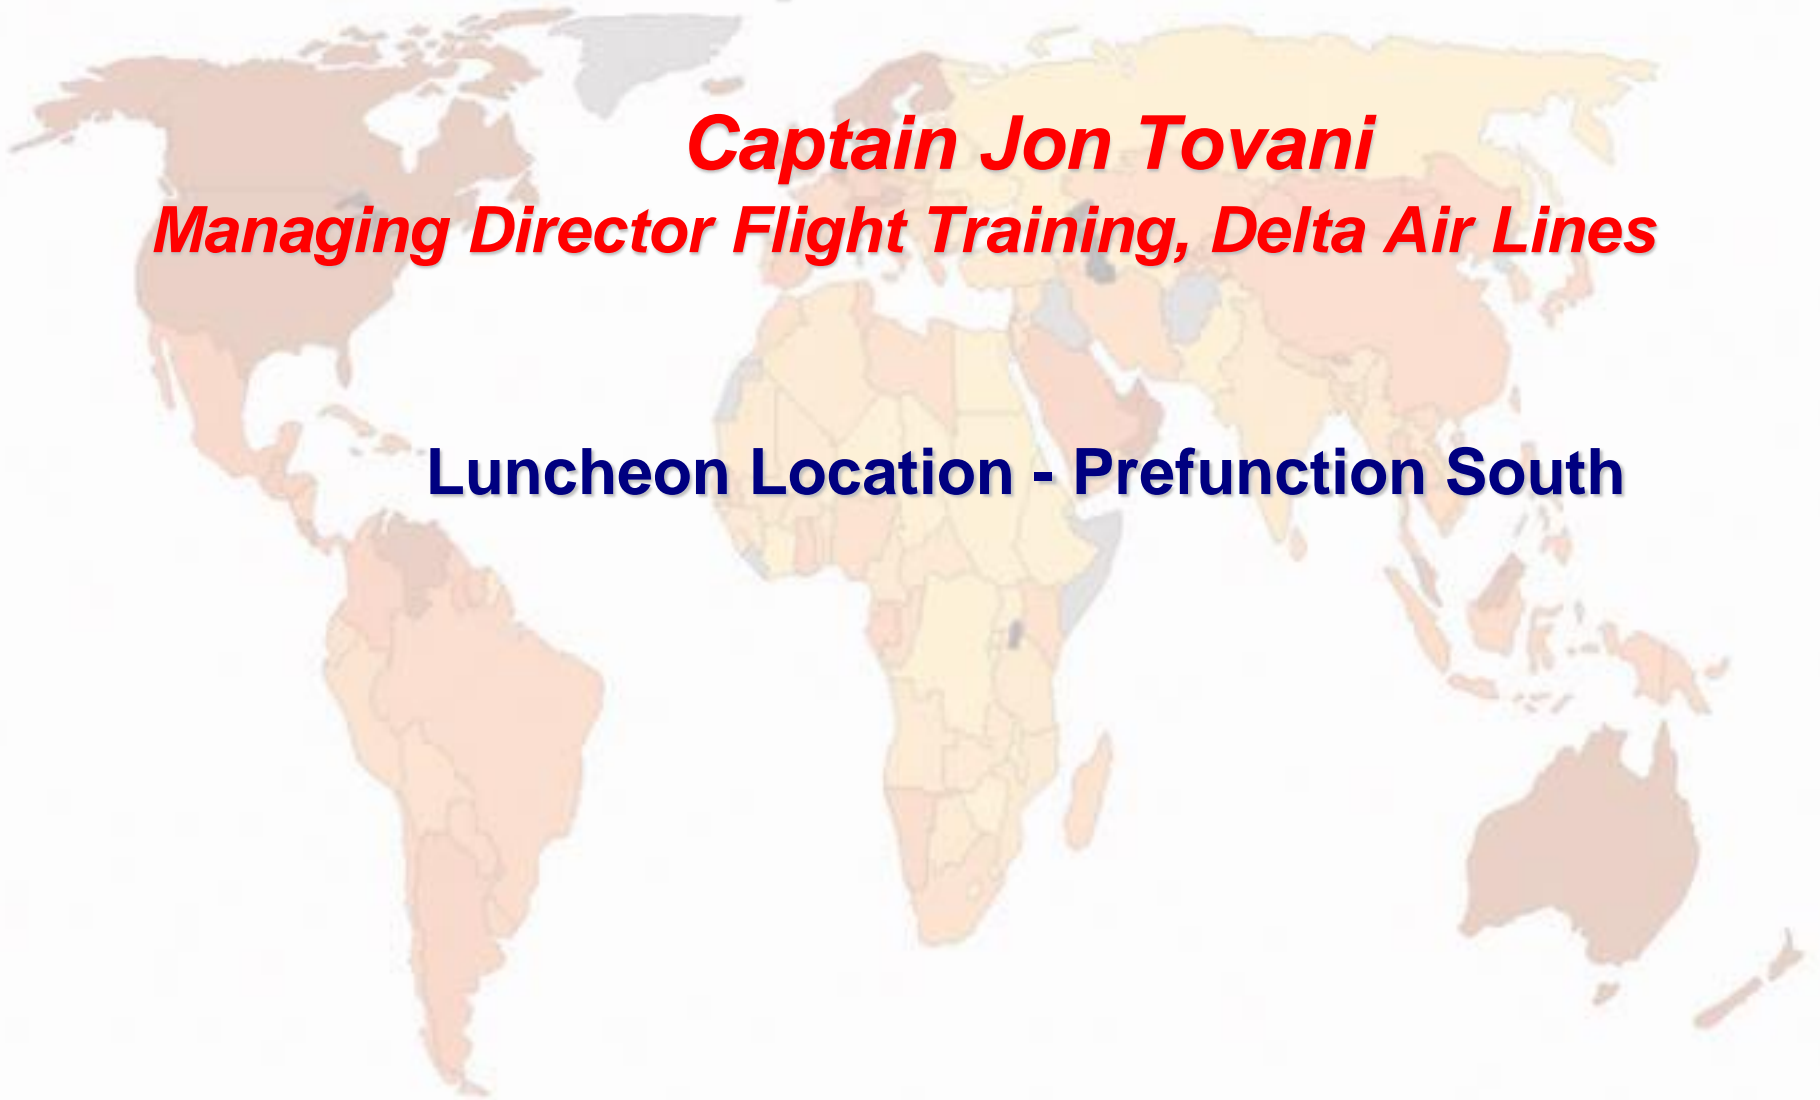 Captain Jon Tovani
Managing Director Flight Training, Delta Air Lines
Luncheon Location - Prefunction South